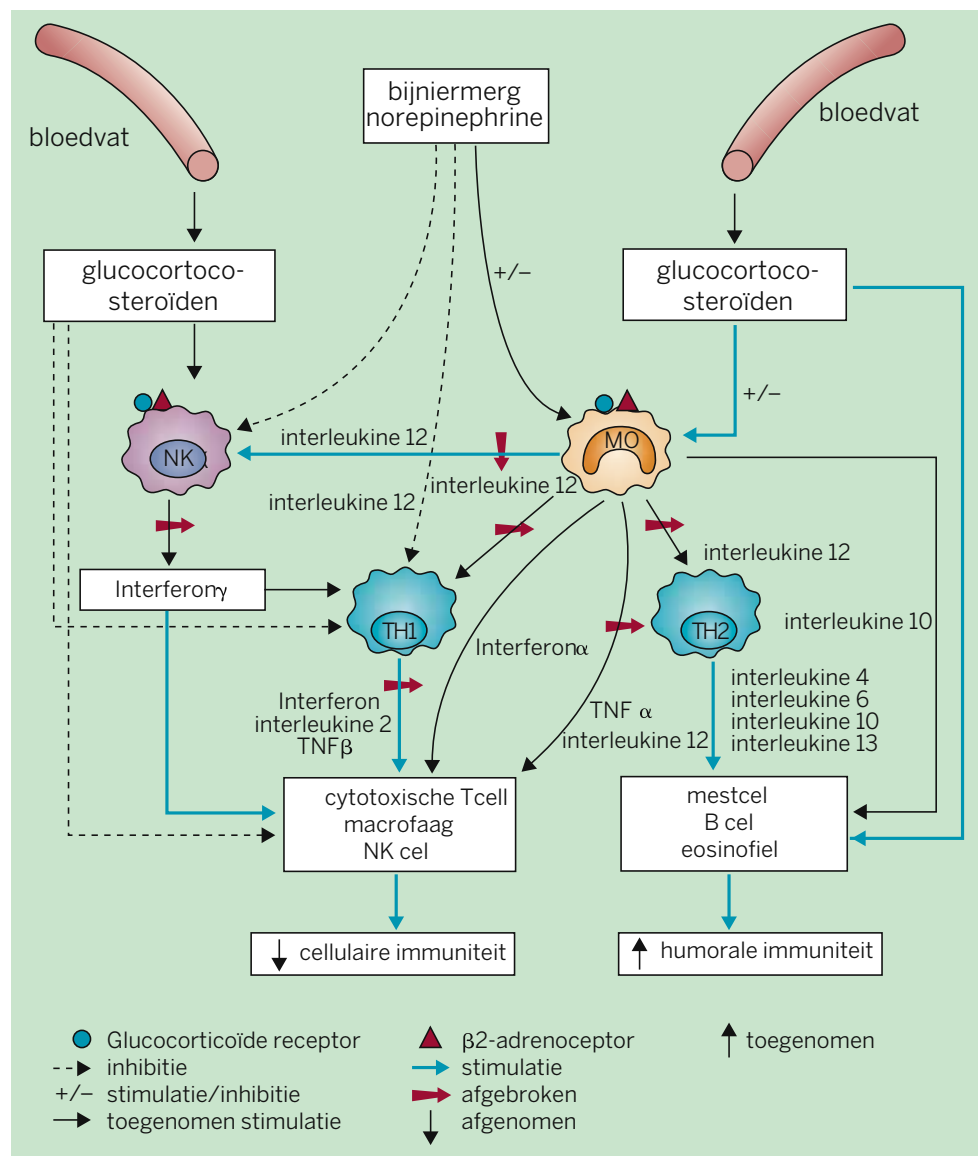 bijniermerg
norepinephrine
bloedvat
bloedvat
glucocortoco-
steroïden
glucocortoco-
steroïden
+/–
+/–
interleukine 12
NK
MO
interleukine 12
interleukine 12
interleukine 12
Interferonγ
TH1
TH2
interleukine 10
Interferonα
Interferon
interleukine 2
TNFβ
TNF α
interleukine 12
interleukine 4
interleukine 6
interleukine 10
interleukine 13
cytotoxische Tcell
macrofaag
NK cel
mestcel
B cel
eosinofiel
cellulaire immuniteit
humorale immuniteit
Glucocorticoïde receptor
inhibitie
+/– stimulatie/inhibitie
toegenomen stimulatie
β2-adrenoceptor
stimulatie
afgebroken
afgenomen
toegenomen